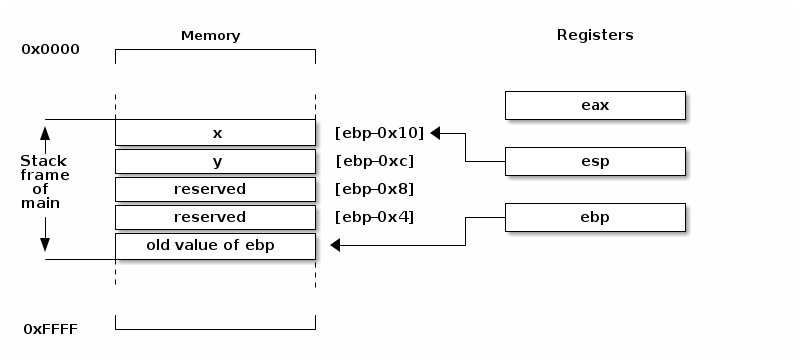 Memory
Registers
0x0000
eax
x
[ebp-0x10]
Stack
frame
of
main
y
[ebp-0xc]
esp
reserved
[ebp-0x8]
reserved
[ebp-0x4]
ebp
old value of ebp
0xFFFF